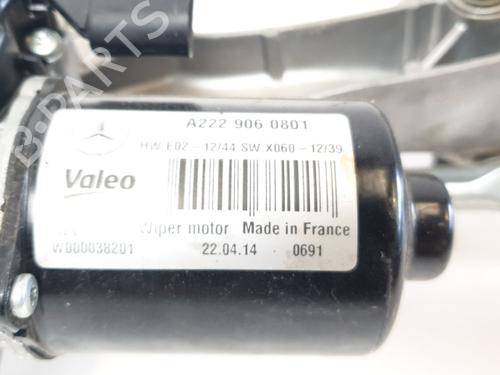 A222 906 0801
HW:E02-12/44 SW:X060-12/39
Valeo
Wiper motor Made in France
W000038201 22.04.14 0691
B-Parts